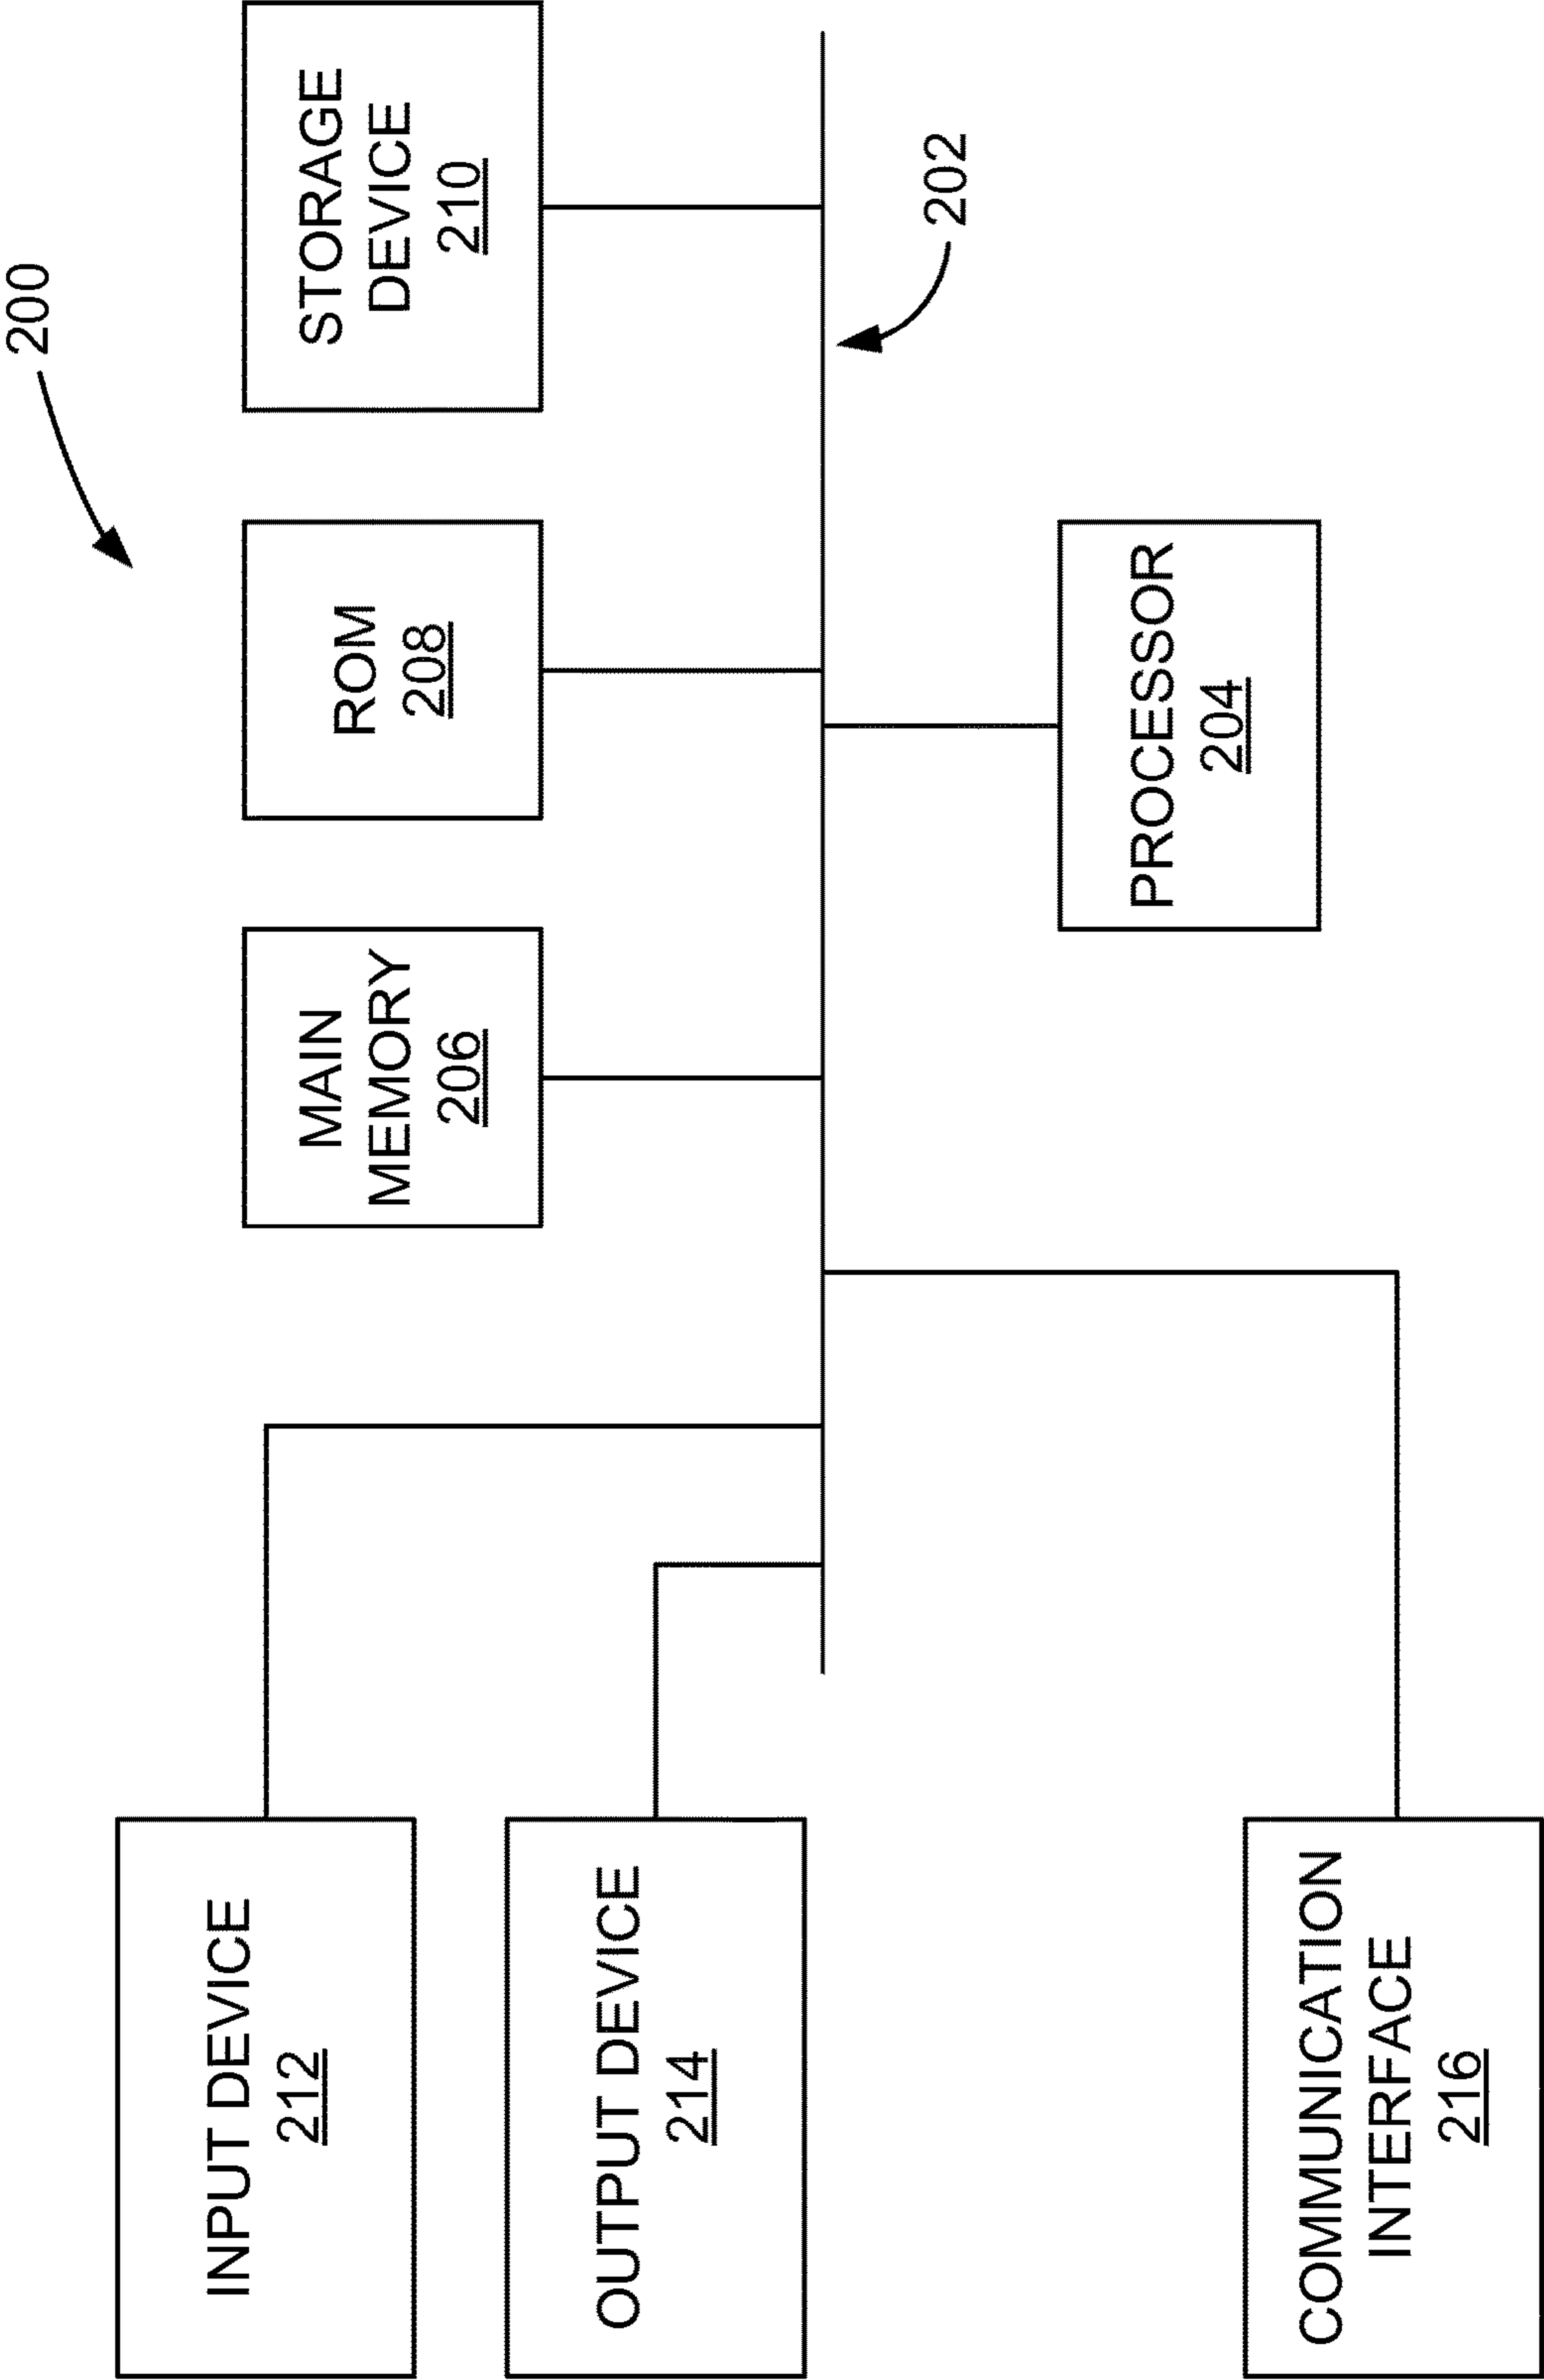 200
INPUT DEVICE
212
MAIN
MEMORY
206
ROM
208
STORAGE
DEVICE
210
OUTPUT DEVICE
214
202
PROCESSOR
204
COMMUNICATION
INTERFACE
216